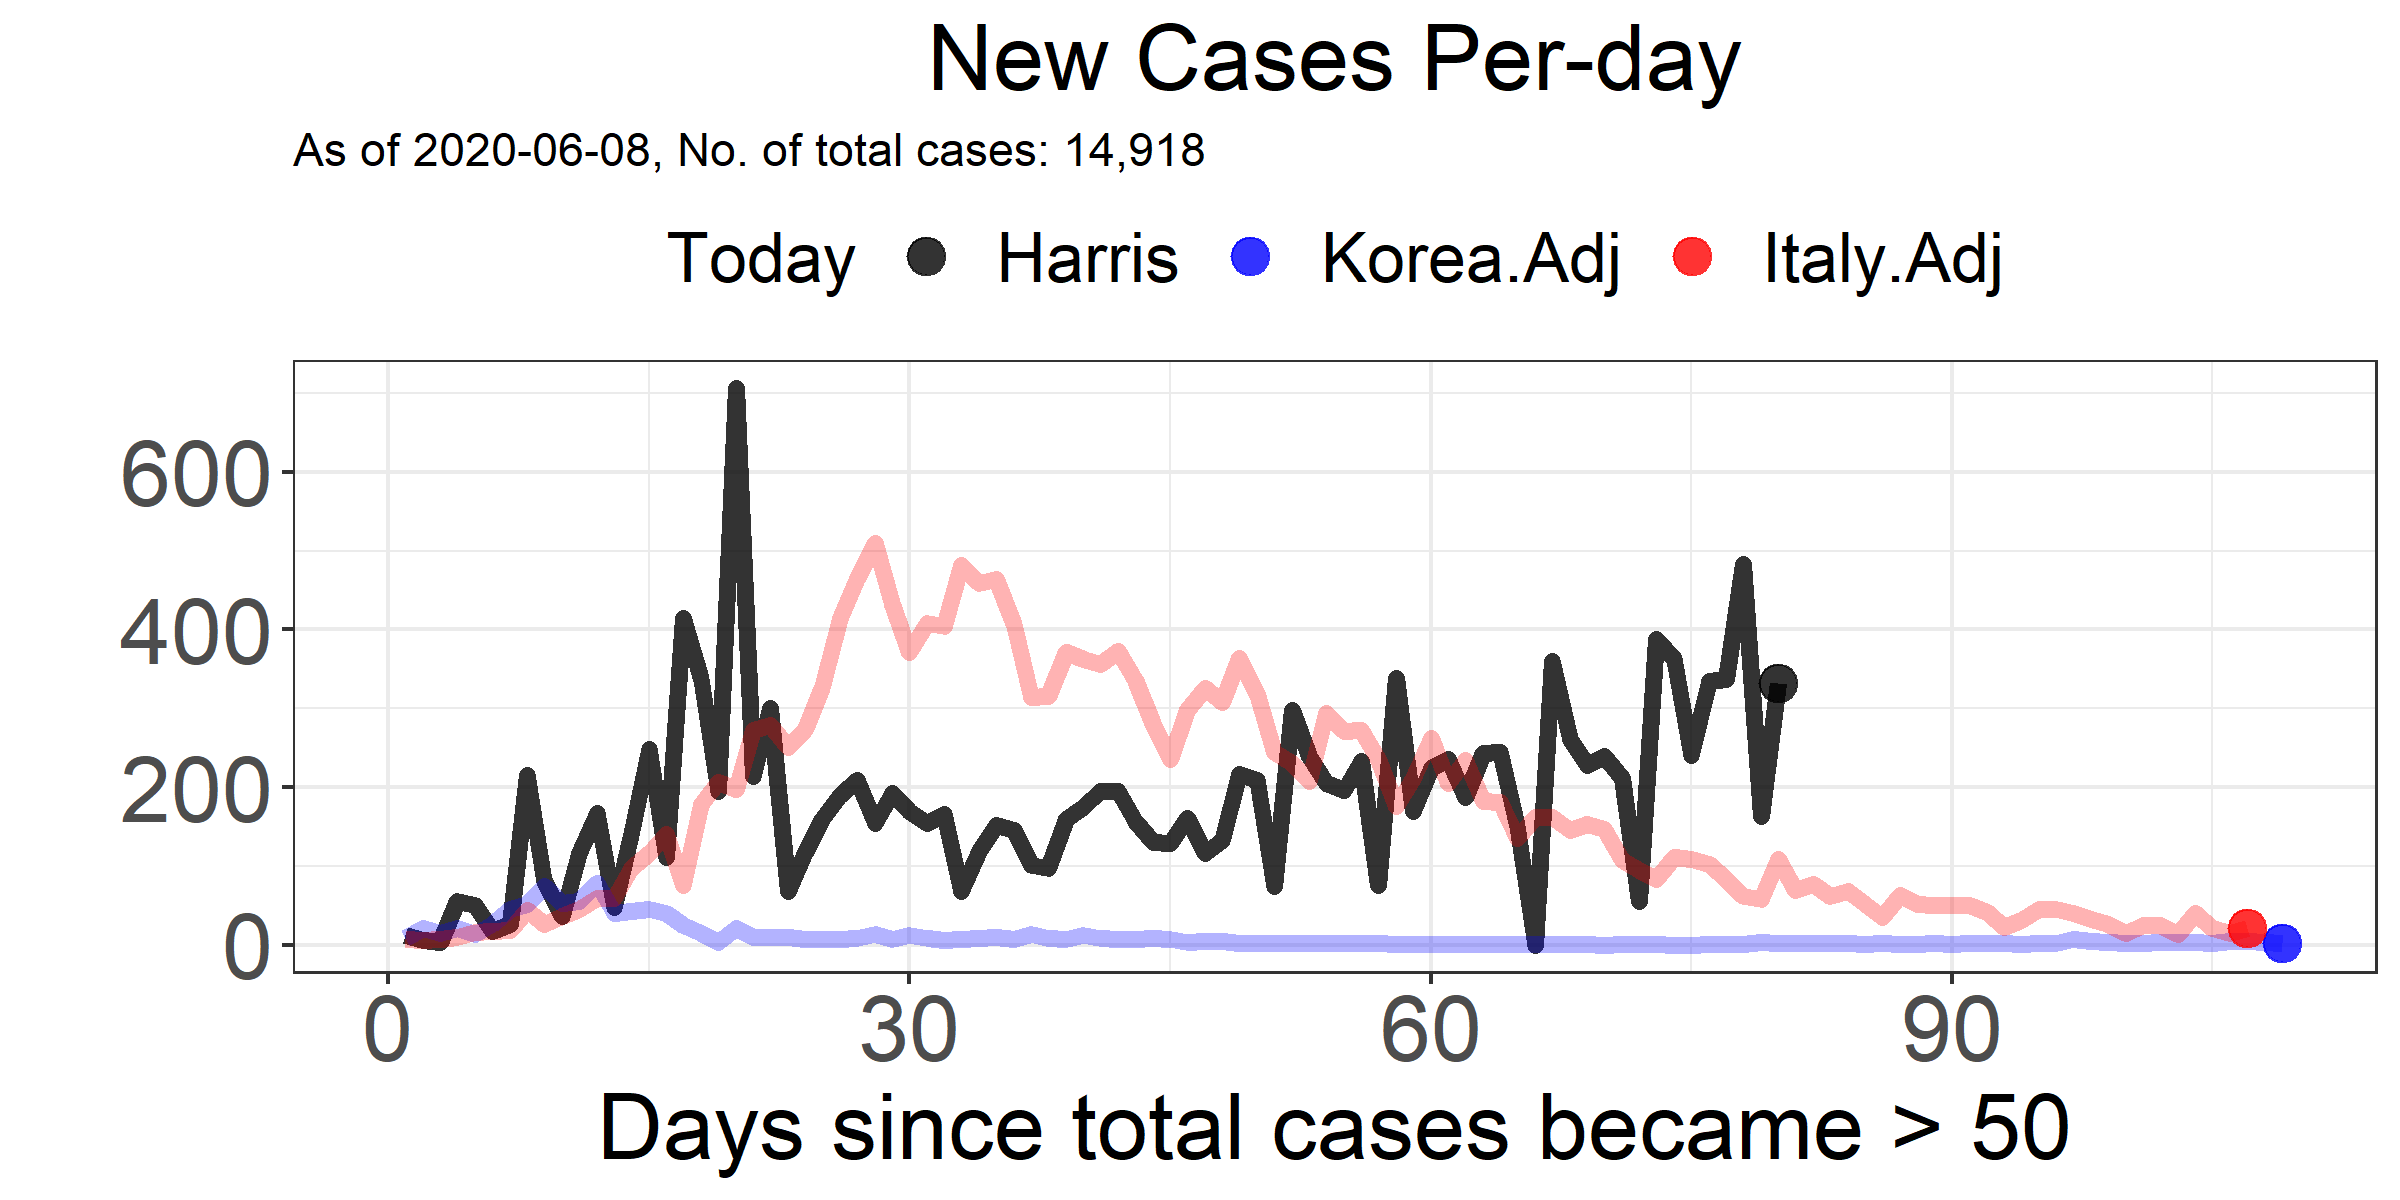 New Cases Per-day
As of 2020-06-08, No. of total cases: 14,918
Today Harris Korea.Adj Italy.Adj
600
400
200
0
0 30 60 90
Days since total cases became > 50